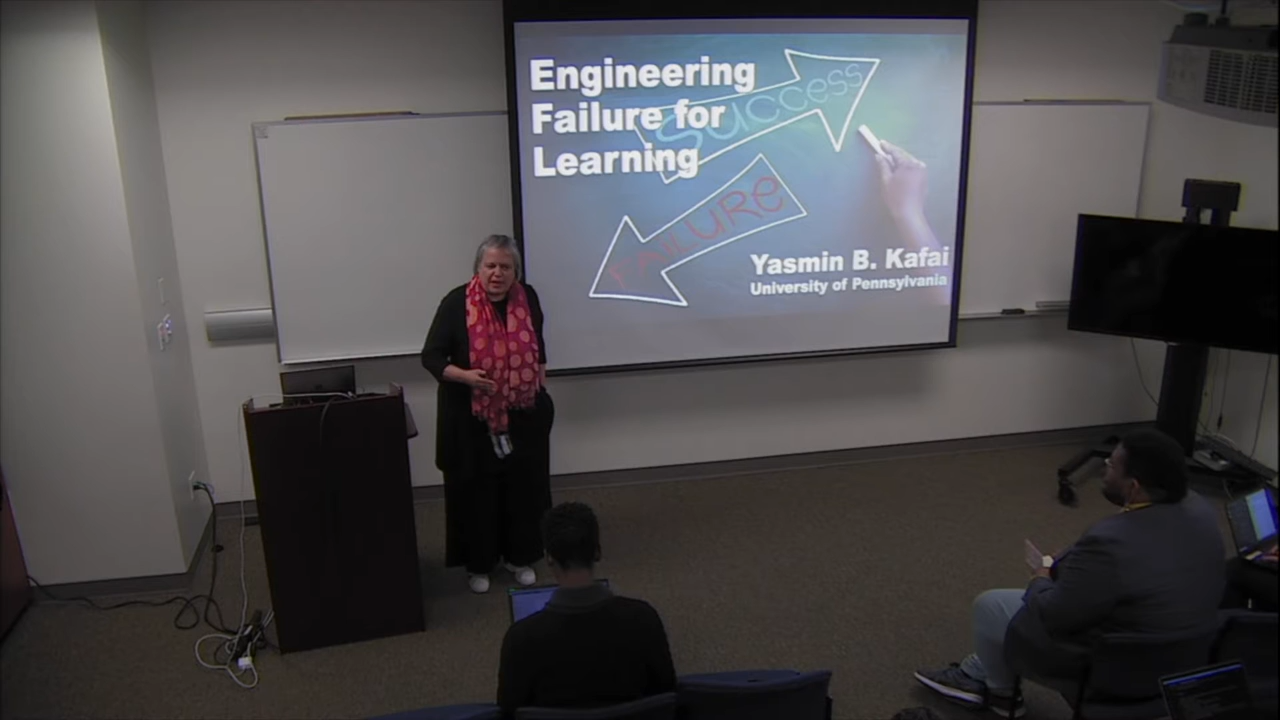 Engineering
Failure for
Learning
success
FAILURE
Yasmin B. Kafai
University of Pennsylvania